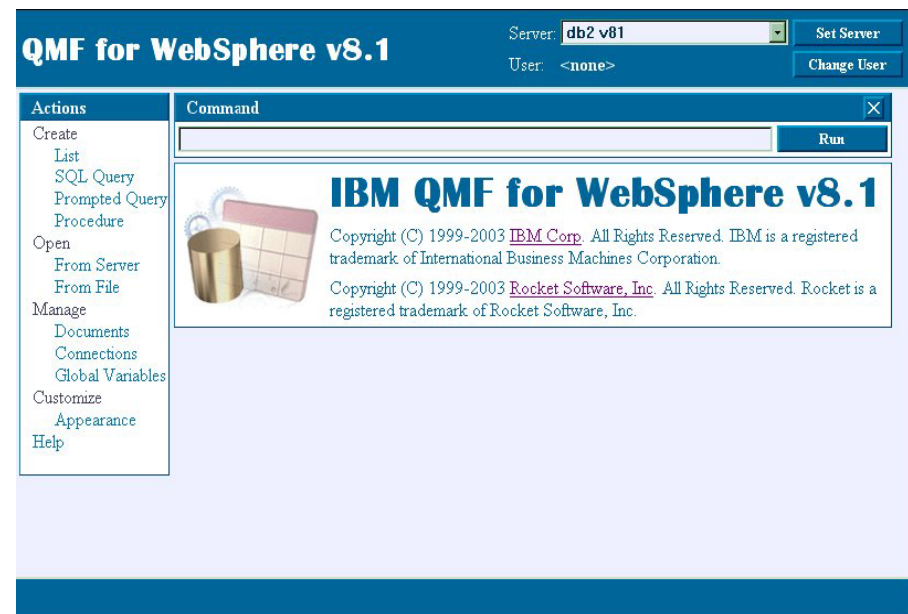 QMF for WebSphere v8.1
Server: db2 v81
Set Server
User: <none>
Change User
Actions
Create
List
SQL Query
Prompted Query
Procedure
Open
From Server
From File
Manage
Documents
Connections
Global Variables
Customize
Appearance
Help
Command
Run
IBM QMF for WebSphere v8.1
Copyright (C) 1999-2003 IBM Corp. All Rights Reserved. IBM is a registered
trademark of International Business Machines Corporation.
Copyright (C) 1999-2003 Rocket Software, Inc. All Rights Reserved. Rocket is a
registered trademark of Rocket Software, Inc.